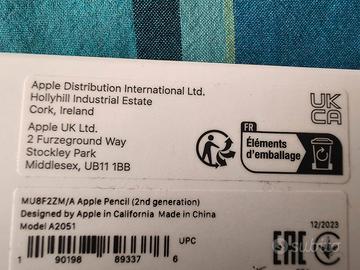 Apple Distribution International Ltd.
Hollyhill Industrial Estate
Cork, Ireland
Apple UK Ltd.
2 Furzeground Way
Stockley Park
Middlesex, UB11 1BB
UK
CA
FR
Éléments
d'emballage
MU8F2ZM/A Apple Pencil (2nd generation)
Designed by Apple in California Made in China
Model A2051
UPC
1 90198 89337 6
EAC
12/2023
subito